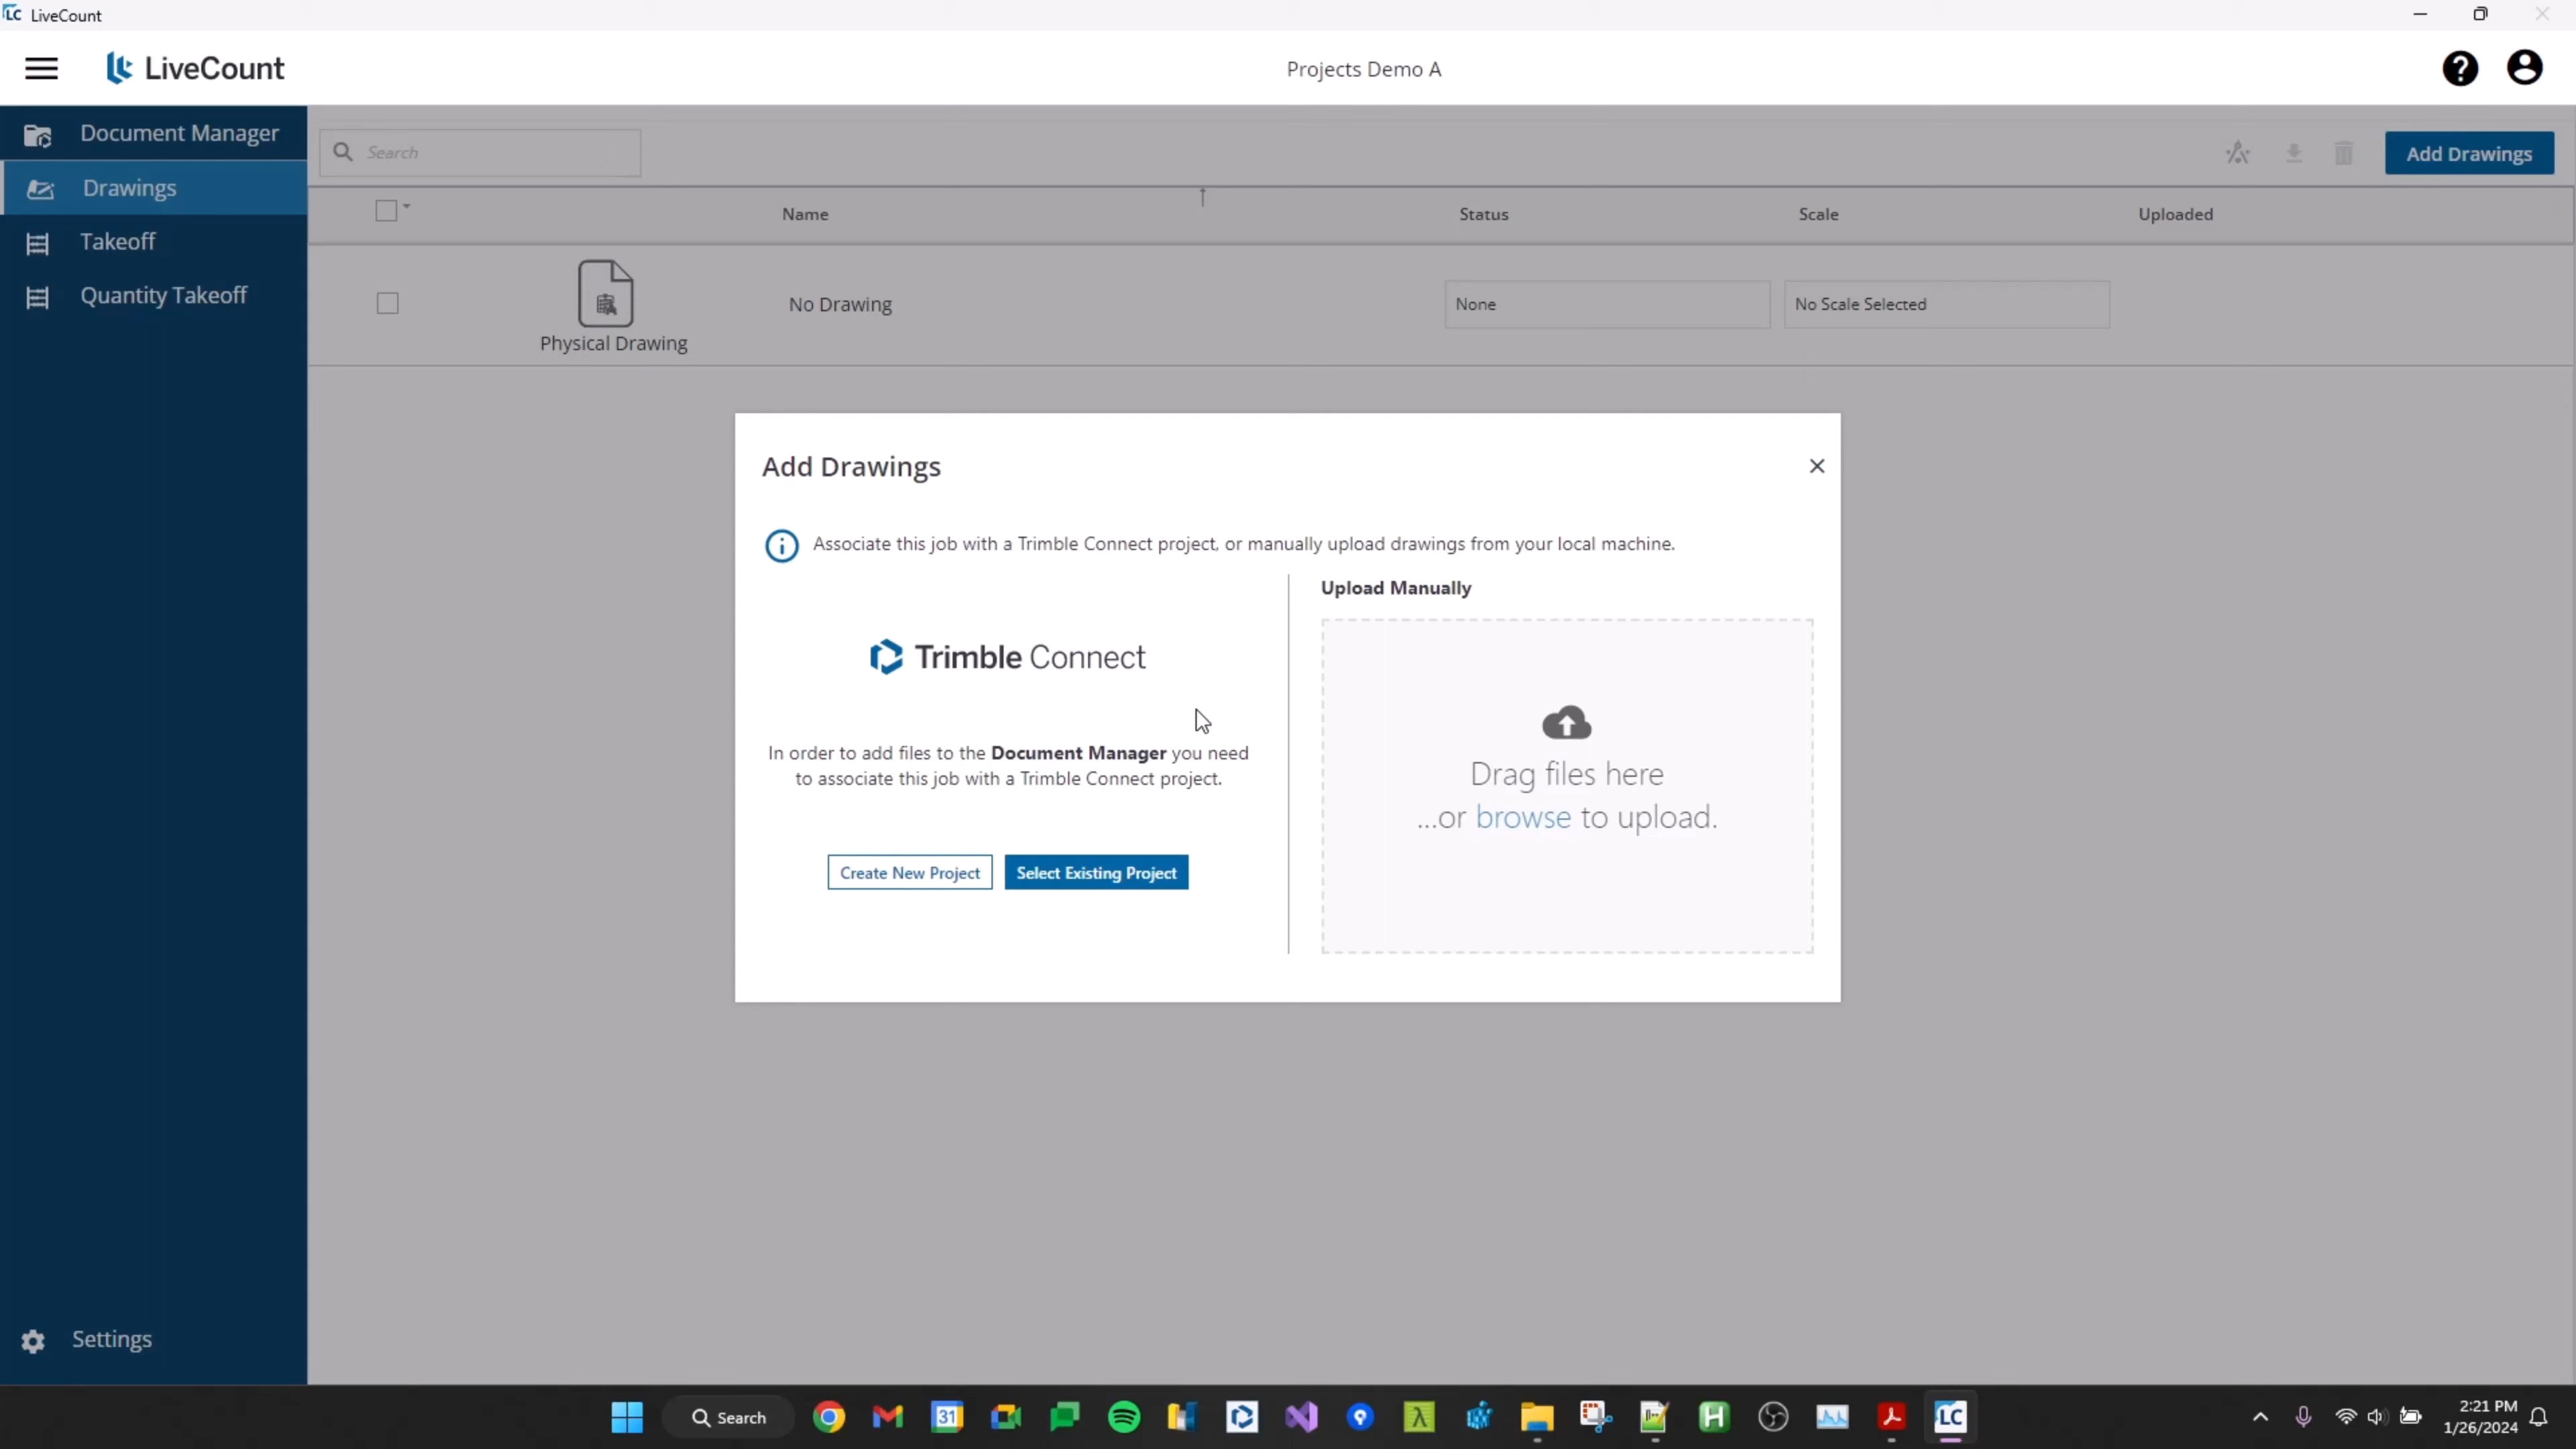 LC LiveCount
LiveCount
Projects Demo A
?
Document Manager
Drawings
Takeoff
Quantity Takeoff
Settings
Search
Add Drawings
Name
Status
Scale
Uploaded
Physical Drawing
No Drawing
None
No Scale Selected
Add Drawings
Associate this job with a Trimble Connect project, or manually upload drawings from your local machine.
Trimble Connect
In order to add files to the Document Manager you need
to associate this job with a Trimble Connect project.
Create New Project
Select Existing Project
Upload Manually
Drag files here
...or browse to upload.
Search
31
λ
H
LC
2:21 PM
1/26/2024